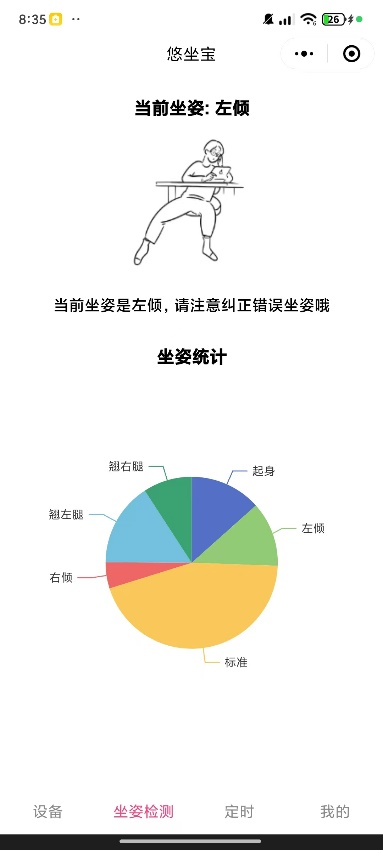 8:35
26
悠坐宝
当前坐姿: 左倾
当前坐姿是左倾, 请注意纠正错误坐姿哦
坐姿统计
翘右腿
起身
翘左腿
左倾
右倾
标准
设备 坐姿检测 定时 我的